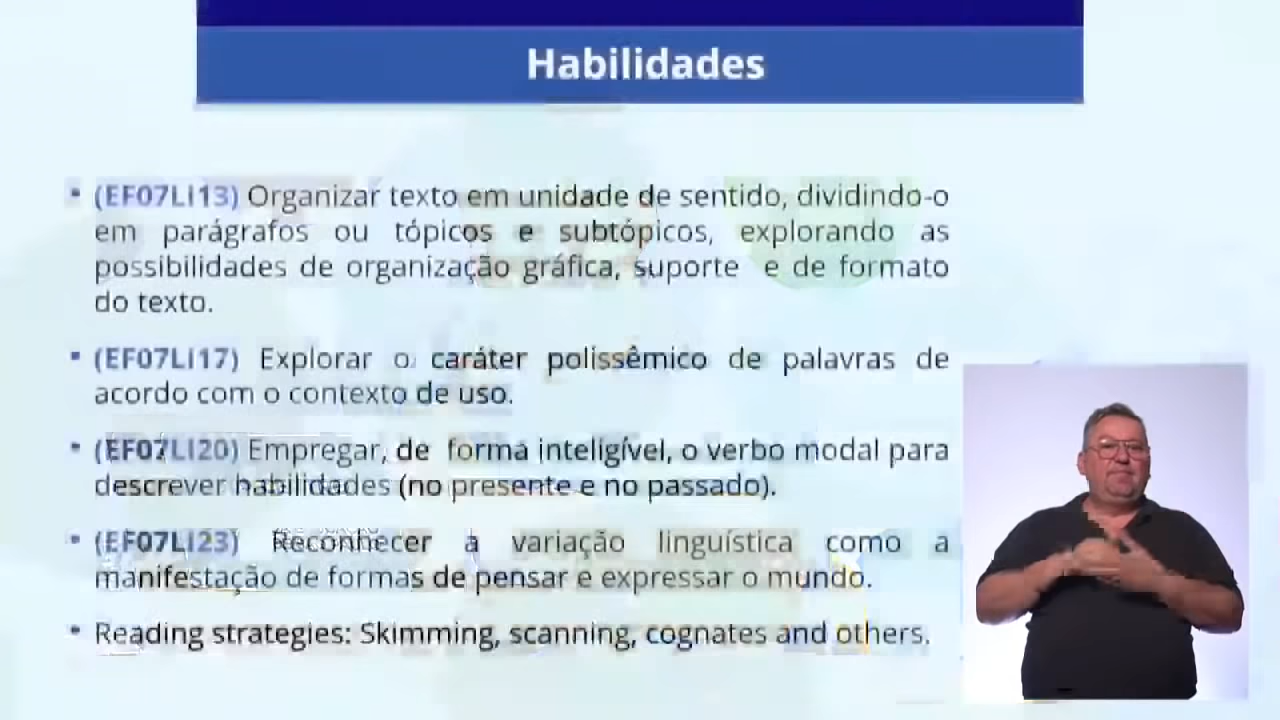 Habilidades
(EF07LI13) Organizar texto em unidade de sentido, dividindo-o
em parágrafos ou tópicos e subtópicos, explorando as
possibilidades de organização gráfica, suporte e de formato
do texto.
(EF07LI17) Explorar o caráter polissêmico de palavras de
acordo com o contexto de uso.
(EF07LI20) Empregar, de forma inteligível, o verbo modal para
descrever habilidades (no presente e no passado).
(EF07LI23) Reconhecer a variação linguística como a
manifestação de formas de pensar e expressar o mundo.
Reading strategies: Skimming, scanning, cognates and others.